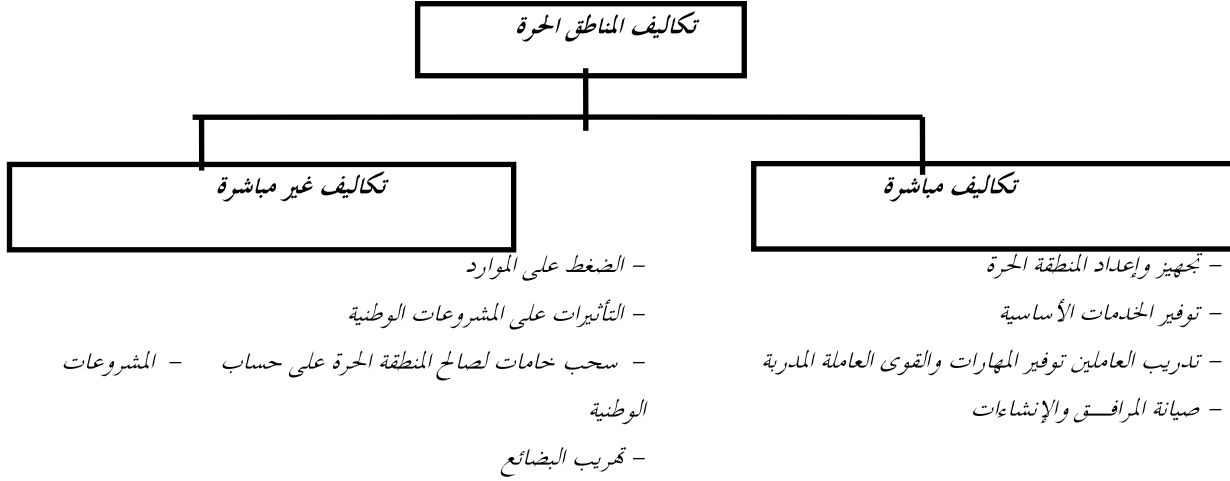 تكاليف المناطق الحرة
تكاليف مباشرة
– تجهيز وإعداد المنطقة الحرة
– توفير الخدمات الأساسية
– تدريب العاملين توفير المهارات والقوى العاملة المدربة
– صيانة المرافق والإنشاءات
تكاليف غير مباشرة
– الضغط على الموارد
– التأثيرات على المشروعات الوطنية
– سحب خامات لصالح المنطقة الحرة على حساب – المشروعات
الوطنية
– تهريب البضائع